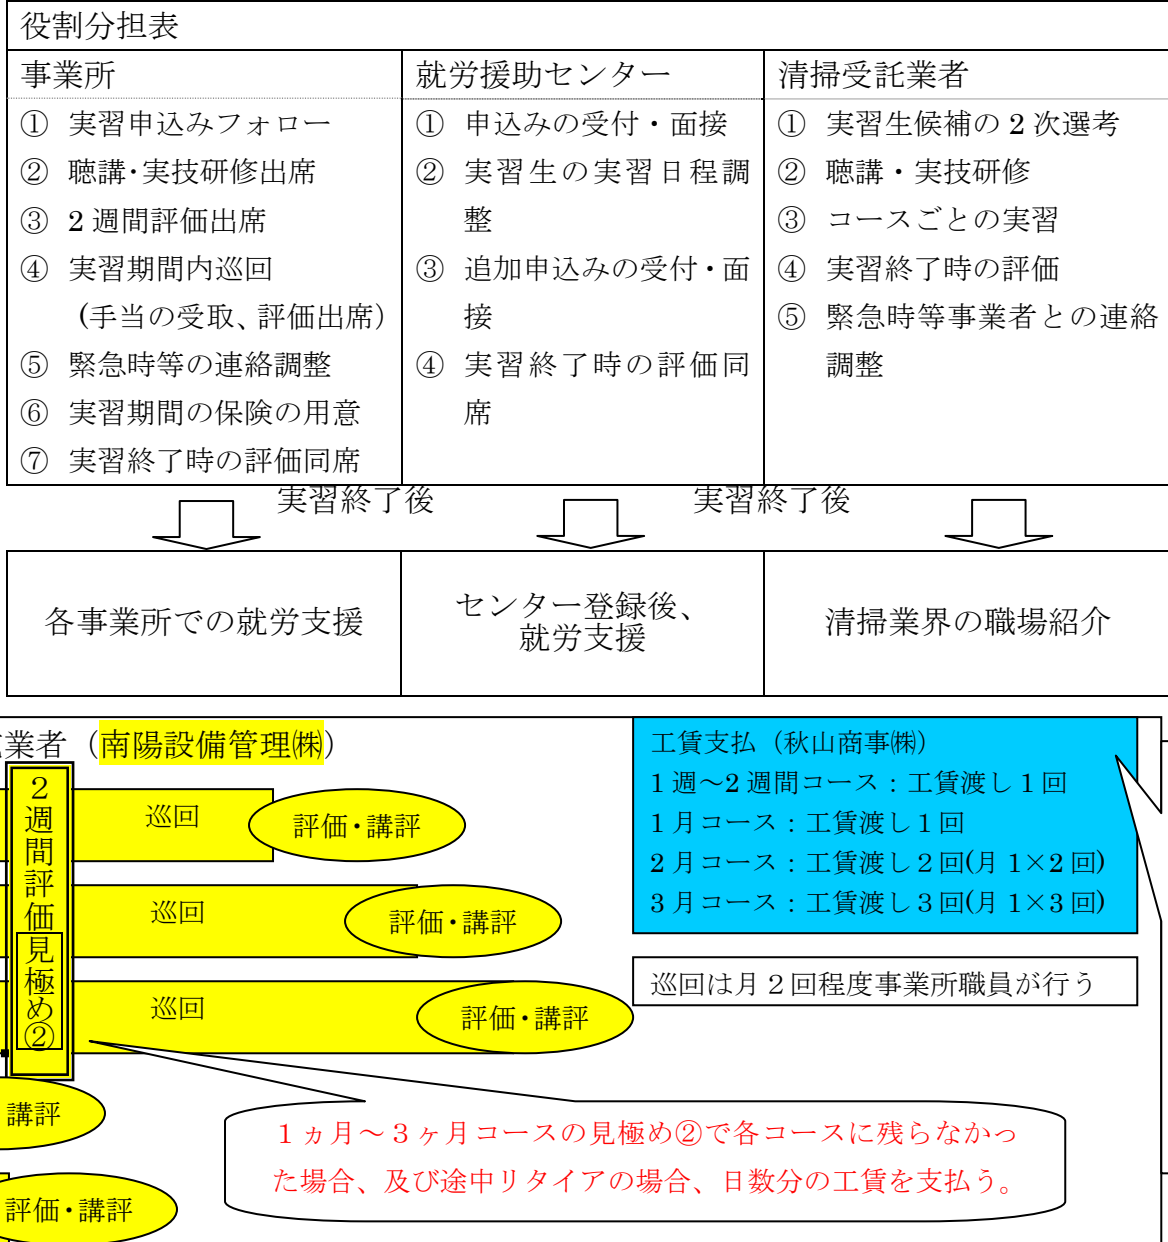 役割分担表
事業所
① 実習申込みフォロー
② 聴講・実技研修出席
③ 2週間評価出席
④ 実習期間内巡回
(手当の受取、評価出席)
⑤ 緊急時等の連絡調整
⑥ 実習期間の保険の用意
⑦ 実習終了時の評価同席
就労援助センター
① 申込みの受付・面接
② 実習生の実習日程調
整
③ 追加申込みの受付・面
接
④ 実習終了時の評価同
席
清掃受託業者
① 実習生候補の2次選考
② 聴講・実技研修
③ コースごとの実習
④ 実習終了時の評価
⑤ 緊急時等事業者との連絡
調整
実習終了後
実習終了後
各事業所での就労支援
センター登録後、
就労支援
清掃業界の職場紹介
業者（南陽設備管理㈱）
2週間評価見極め②
巡回
評価・講評
巡回
評価・講評
巡回
評価・講評
講評
評価・講評
工賃支払（秋山商事㈱）
1週～2週間コース：工賃渡し1回
1月コース：工賃渡し１回
2月コース：工賃渡し２回(月1×2回)
3月コース：工賃渡し３回(月1×3回)
巡回は月２回程度事業所職員が行う
１ヵ月～３ヶ月コースの見極め②で各コースに残らなかっ
た場合、及び途中リタイアの場合、日数分の工賃を支払う。